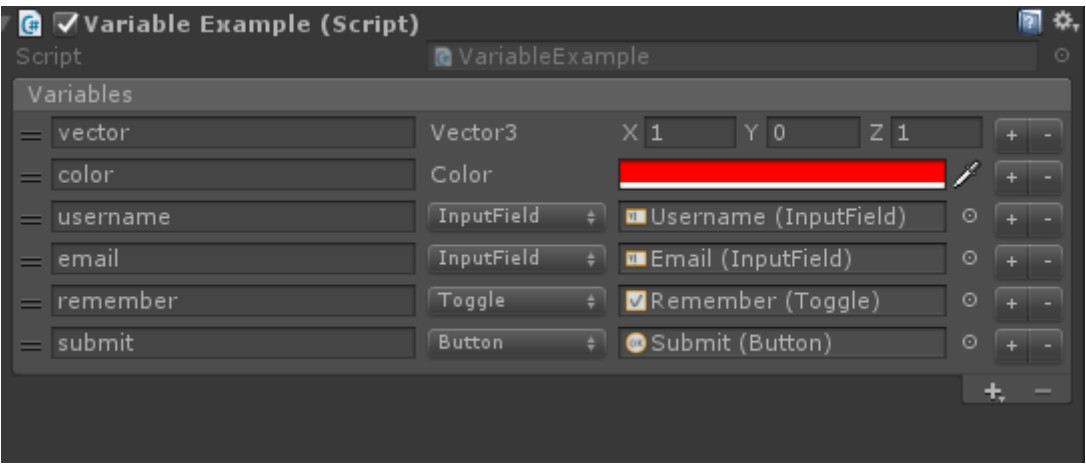 Variable Example (Script)
Script VariableExample
Variables
vector Vector3 X 1 Y 0 Z 1 + -
color Color + -
username InputField Username (InputField) + -
email InputField Email (InputField) + -
remember Toggle Remember (Toggle) + -
submit Button OK Submit (Button) + -
+ -